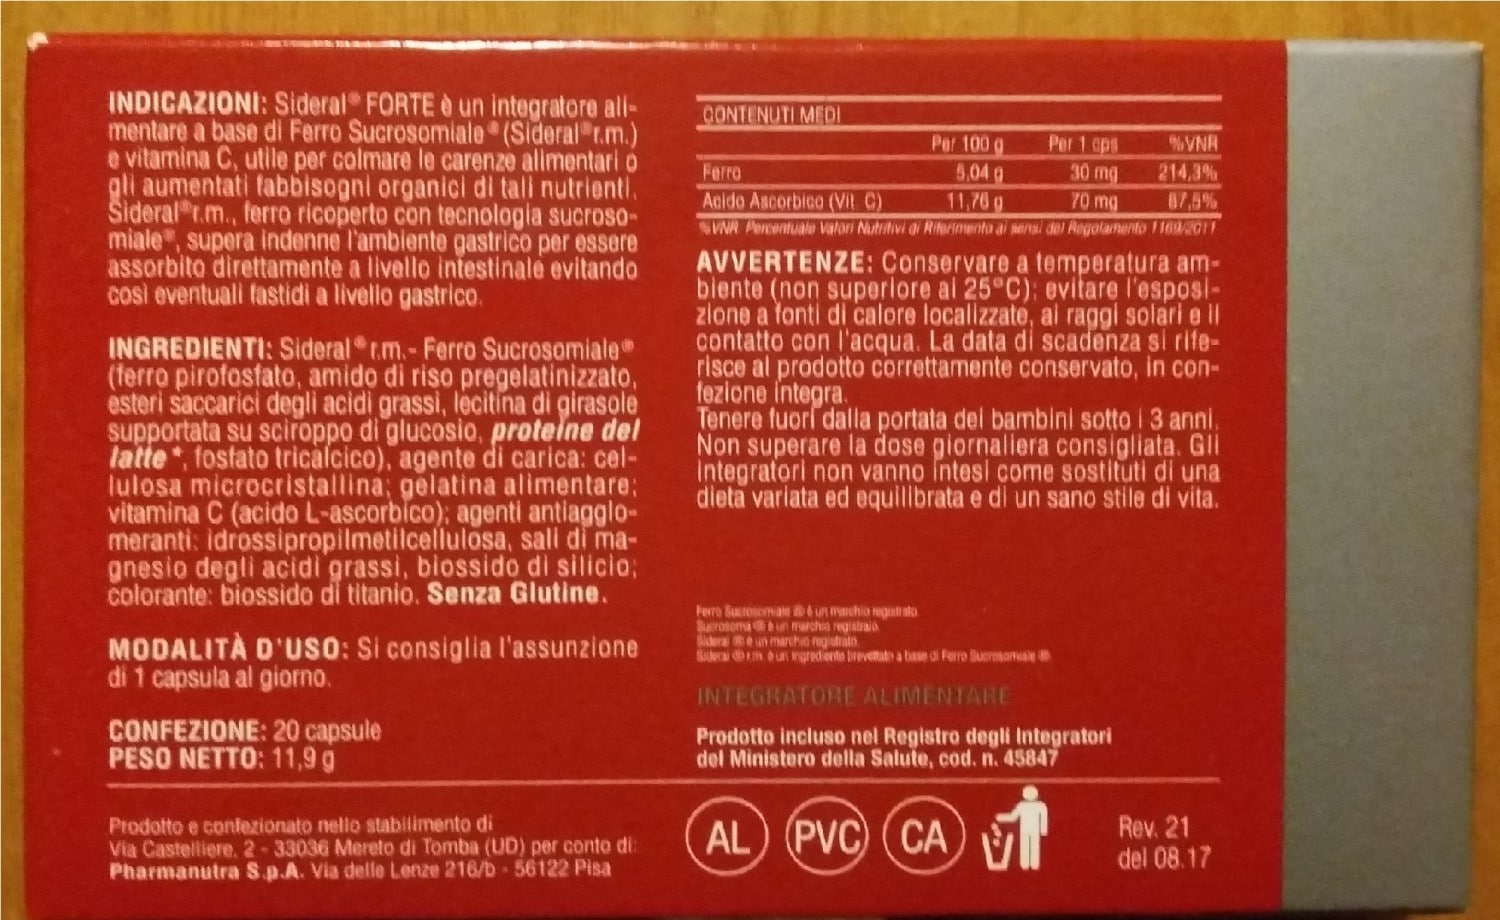 INDICAZIONI: Sideral® FORTE è un integratore ali-
mentare a base di Ferro Sucrosomiale® (Sideral®r.m.)
e vitamina C, utile per colmare le carenze alimentari o
gli aumentati fabbisogni organici di tali nutrienti.
Sideral®r.m., ferro ricoperto con tecnologia sucroso-
miale®, supera indenne l'ambiente gastrico per essere
assorbito direttamente a livello intestinale evitando
così eventuali fastidi a livello gastrico.
INGREDIENTI: Sideral®r.m.- Ferro Sucrosomiale®
(ferro pirofosfato, amido di riso pregelatinizzato,
esteri saccarici degli acidi grassi, lecitina di girasole
supportata su sciroppo di glucosio, proteine del
latte*, fosfato tricalcico), agente di carica: cel-
lulosa microcristallina; gelatina alimentare;
vitamina C (acido L-ascorbico); agenti antiagglo-
meranti: idrossipropilmetilcellulosa, sali di ma-
gnesio degli acidi grassi, biossido di silicio;
colorante: biossido di titanio. Senza Glutine.
MODALITÀ D'USO: Si consiglia l'assunzione
di 1 capsula al giorno.
CONFEZIONE: 20 capsule
PESO NETTO: 11,9 g
Prodotto e confezionato nello stabilimento di
Via Castelliere, 2 - 33036 Mereto di Tomba (UD) per conto di:
Pharmanutra S.p.A. Via delle Lenze 216/b - 56122 Pisa
CONTENUTI MEDI
Per 100 g Per 1 cps %VNR
Ferro 5,04 g 30 mg 214,3%
Acido Ascorbico (Vit. C) 11,76 g 70 mg 87,5%
%VNR Percentuale Valori Nutritivi di Riferimento ai sensi del Regolamento 1169/2011
AVVERTENZE: Conservare a temperatura am-
biente (non superiore ai 25°C); evitare l'esposi-
zione a fonti di calore localizzate, ai raggi solari e il
contatto con l'acqua. La data di scadenza si rife-
risce al prodotto correttamente conservato, in con-
fezione integra.
Tenere fuori dalla portata dei bambini sotto i 3 anni.
Non superare la dose giornaliera consigliata. Gli
integratori non vanno intesi come sostituti di una
dieta variata ed equilibrata e di un sano stile di vita.
Ferro Sucrosomiale ® è un marchio registrato.
Sucrosoma ® è un marchio registrato.
Sideral ® è un marchio registrato.
Sideral ® r.m. è un ingrediente brevettato a base di Ferro Sucrosomiale ®.
INTEGRATORE ALIMENTARE
Prodotto incluso nel Registro degli Integratori
del Ministero della Salute, cod. n. 45847
AL PVC CA
Rev. 21
del 08.17